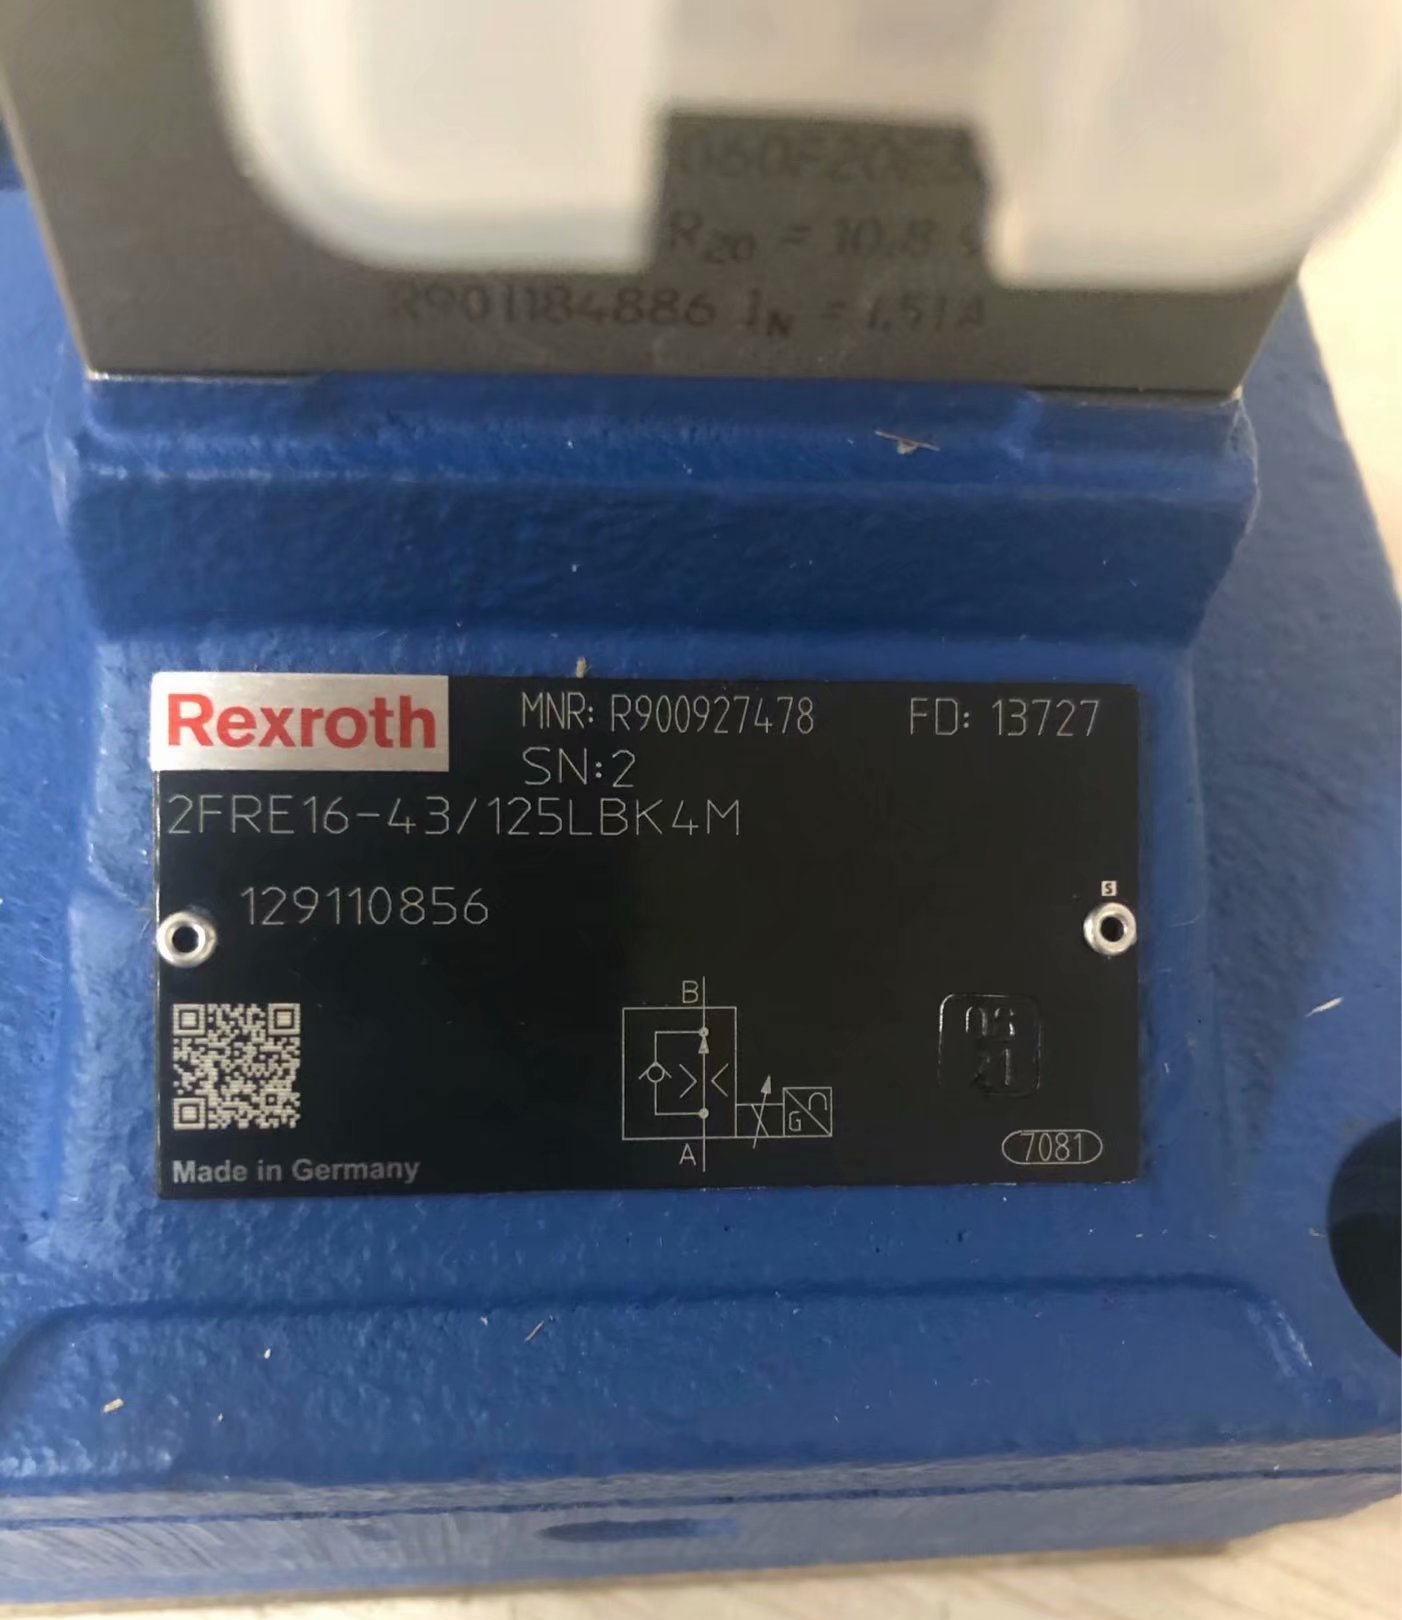 R₂₀ = 10.8
R901184886 I_N = 1,51A
Rexroth MNR: R900927478 FD: 13727
SN:2
2FRE16-43/125LBK4M
129110856
S
B
G
A
7081
Made in Germany